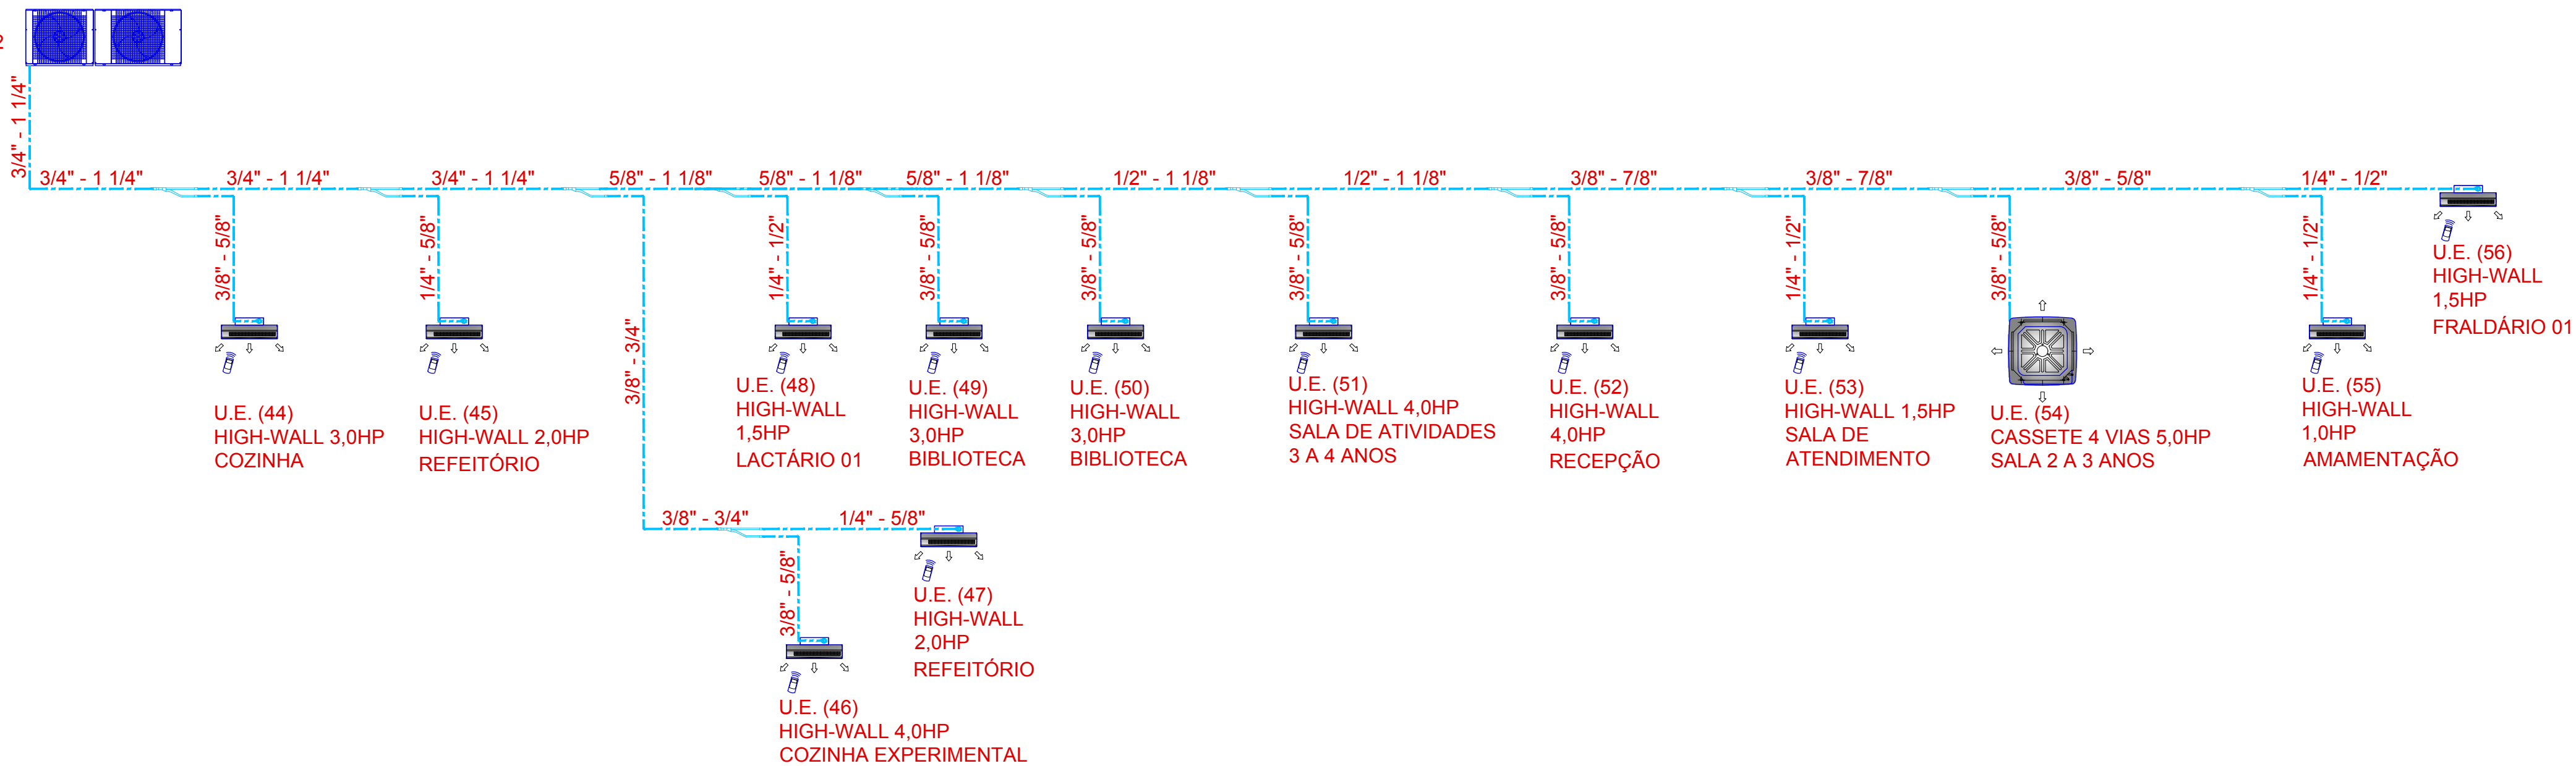 3/4" - 1 1/4"
3/4" - 1 1/4"
3/4" - 1 1/4"
3/4" - 1 1/4"
5/8" - 1 1/8"
5/8" - 1 1/8"
5/8" - 1 1/8"
1/2" - 1 1/8"
1/2" - 1 1/8"
3/8" - 7/8"
3/8" - 7/8"
3/8" - 5/8"
1/4" - 1/2"
3/8" - 5/8"
1/4" - 5/8"
3/8" - 3/4"
1/4" - 1/2"
3/8" - 5/8"
3/8" - 5/8"
3/8" - 5/8"
3/8" - 5/8"
1/4" - 1/2"
3/8" - 5/8"
1/4" - 1/2"
U.E. (56)
HIGH-WALL
1,5HP
FRALDÁRIO 01
U.E. (44)
HIGH-WALL 3,0HP
COZINHA
U.E. (45)
HIGH-WALL 2,0HP
REFEITÓRIO
U.E. (48)
HIGH-WALL
1,5HP
LACTÁRIO 01
U.E. (49)
HIGH-WALL
3,0HP
BIBLIOTECA
U.E. (50)
HIGH-WALL
3,0HP
BIBLIOTECA
U.E. (51)
HIGH-WALL 4,0HP
SALA DE ATIVIDADES
3 A 4 ANOS
U.E. (52)
HIGH-WALL
4,0HP
RECEPÇÃO
U.E. (53)
HIGH-WALL 1,5HP
SALA DE
ATENDIMENTO
U.E. (54)
CASSETE 4 VIAS 5,0HP
SALA 2 A 3 ANOS
U.E. (55)
HIGH-WALL
1,0HP
AMAMENTAÇÃO
3/8" - 3/4"
1/4" - 5/8"
3/8" - 5/8"
U.E. (47)
HIGH-WALL
2,0HP
REFEITÓRIO
U.E. (46)
HIGH-WALL 4,0HP
COZINHA EXPERIMENTAL